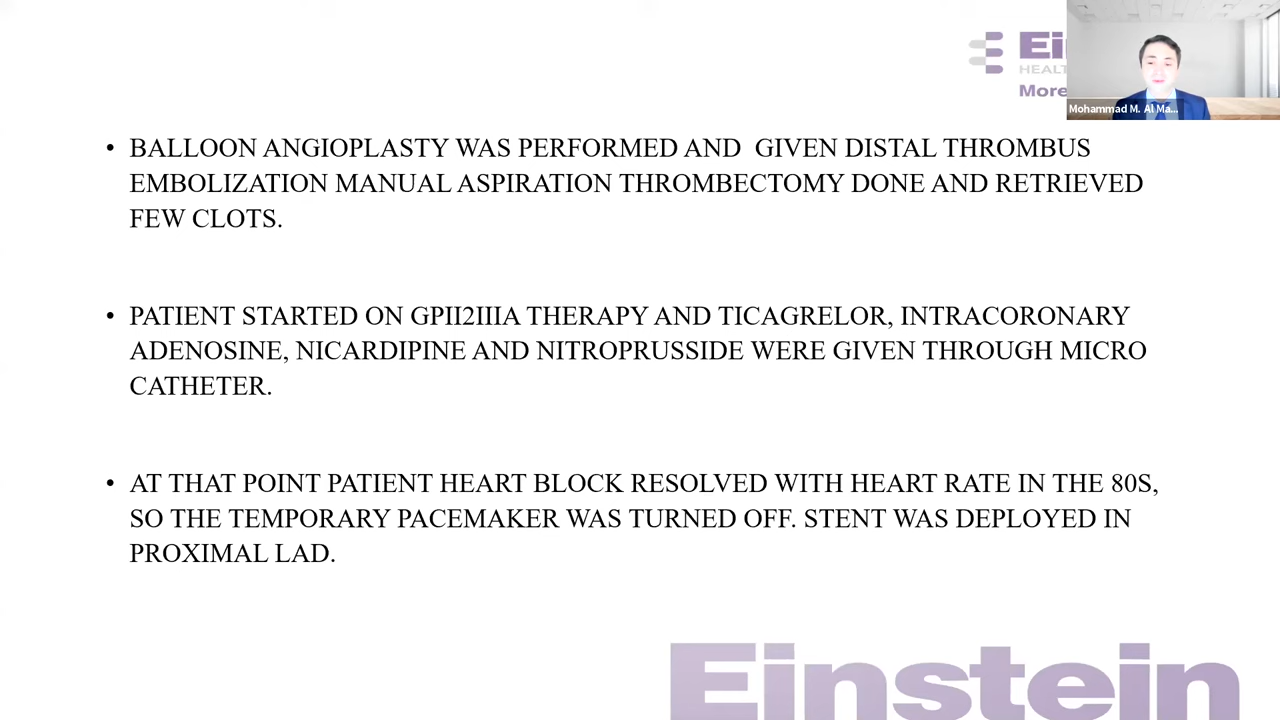 Mohammad M. Al Ma...
• BALLOON ANGIOPLASTY WAS PERFORMED AND  GIVEN DISTAL THROMBUS
EMBOLIZATION MANUAL ASPIRATION THROMBECTOMY DONE AND RETRIEVED
FEW CLOTS.
• PATIENT STARTED ON GPII2IIIA THERAPY AND TICAGRELOR, INTRACORONARY
ADENOSINE, NICARDIPINE AND NITROPRUSSIDE WERE GIVEN THROUGH MICRO
CATHETER.
• AT THAT POINT PATIENT HEART BLOCK RESOLVED WITH HEART RATE IN THE 80S,
SO THE TEMPORARY PACEMAKER WAS TURNED OFF. STENT WAS DEPLOYED IN
PROXIMAL LAD.
Einstein